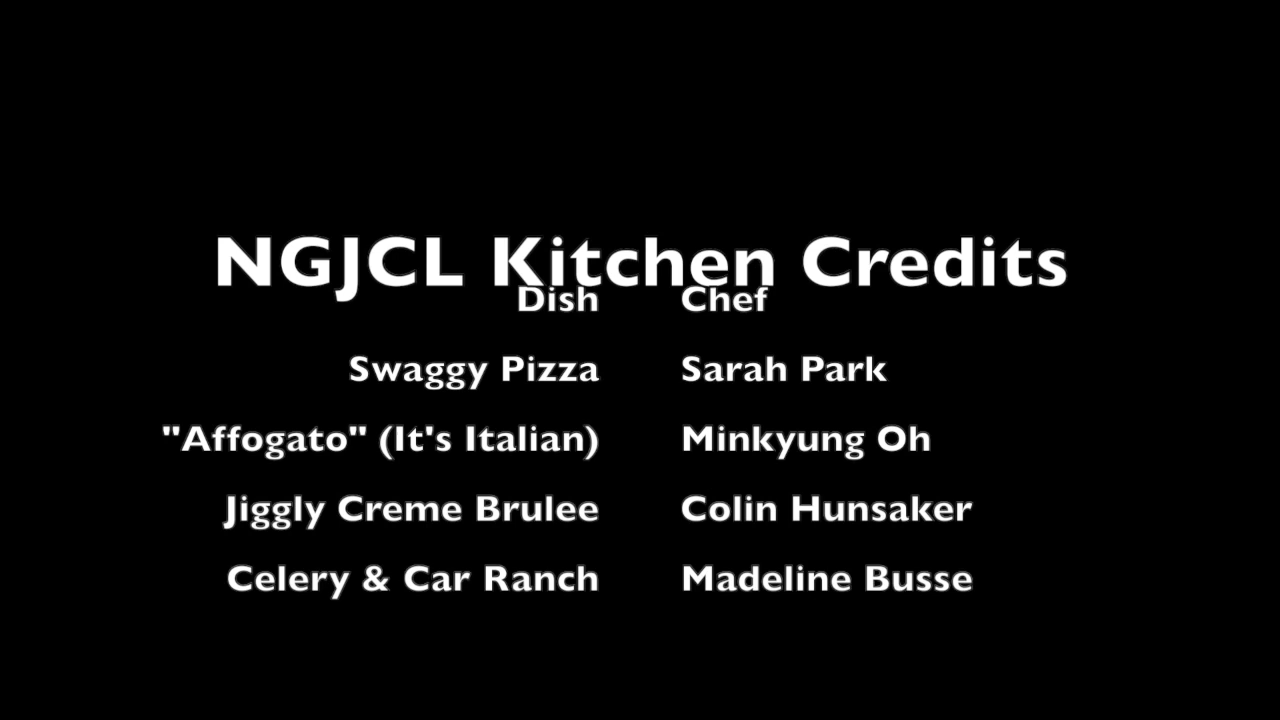 NGJCL Kitchen Credits
Dish Chef
Swaggy Pizza Sarah Park
"Affogato" (It's Italian) Minkyung Oh
Jiggly Creme Brulee Colin Hunsaker
Celery & Car Ranch Madeline Busse